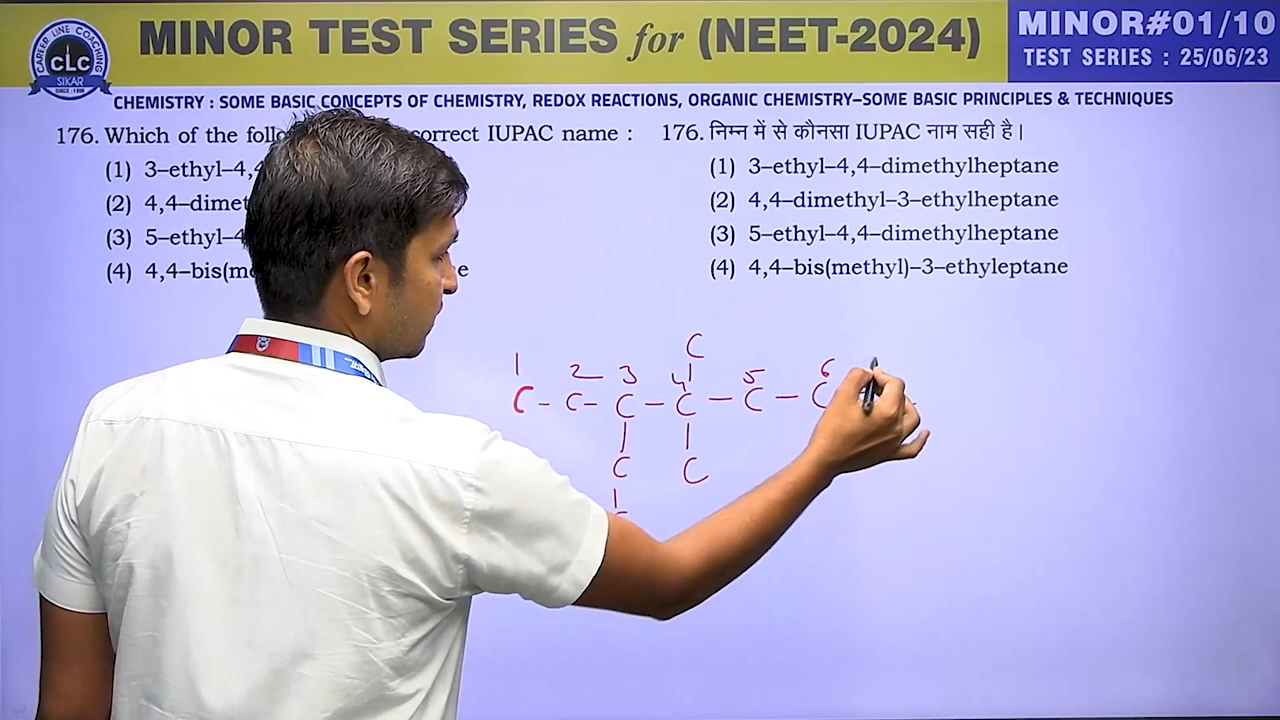 CAREER LINE COACHING
CLC
SIKAR
SINCE : 1996
MINOR TEST SERIES for (NEET-2024)
MINOR#01/10
TEST SERIES : 25/06/23
CHEMISTRY : SOME BASIC CONCEPTS OF CHEMISTRY, REDOX REACTIONS, ORGANIC CHEMISTRY–SOME BASIC PRINCIPLES & TECHNIQUES
176. Which of the correct IUPAC name :
(1) 3–ethyl–4,4
(2) 4,4–dimet
(3) 5–ethyl–4
(4) 4,4–bis(me e
176. निम्न में से कौनसा IUPAC नाम सही है।
(1) 3–ethyl–4,4–dimethylheptane
(2) 4,4–dimethyl–3–ethylheptane
(3) 5–ethyl–4,4–dimethylheptane
(4) 4,4–bis(methyl)–3–ethyleptane
C
1 2 3 4 5 6
C – C – C – C – C – C
C C